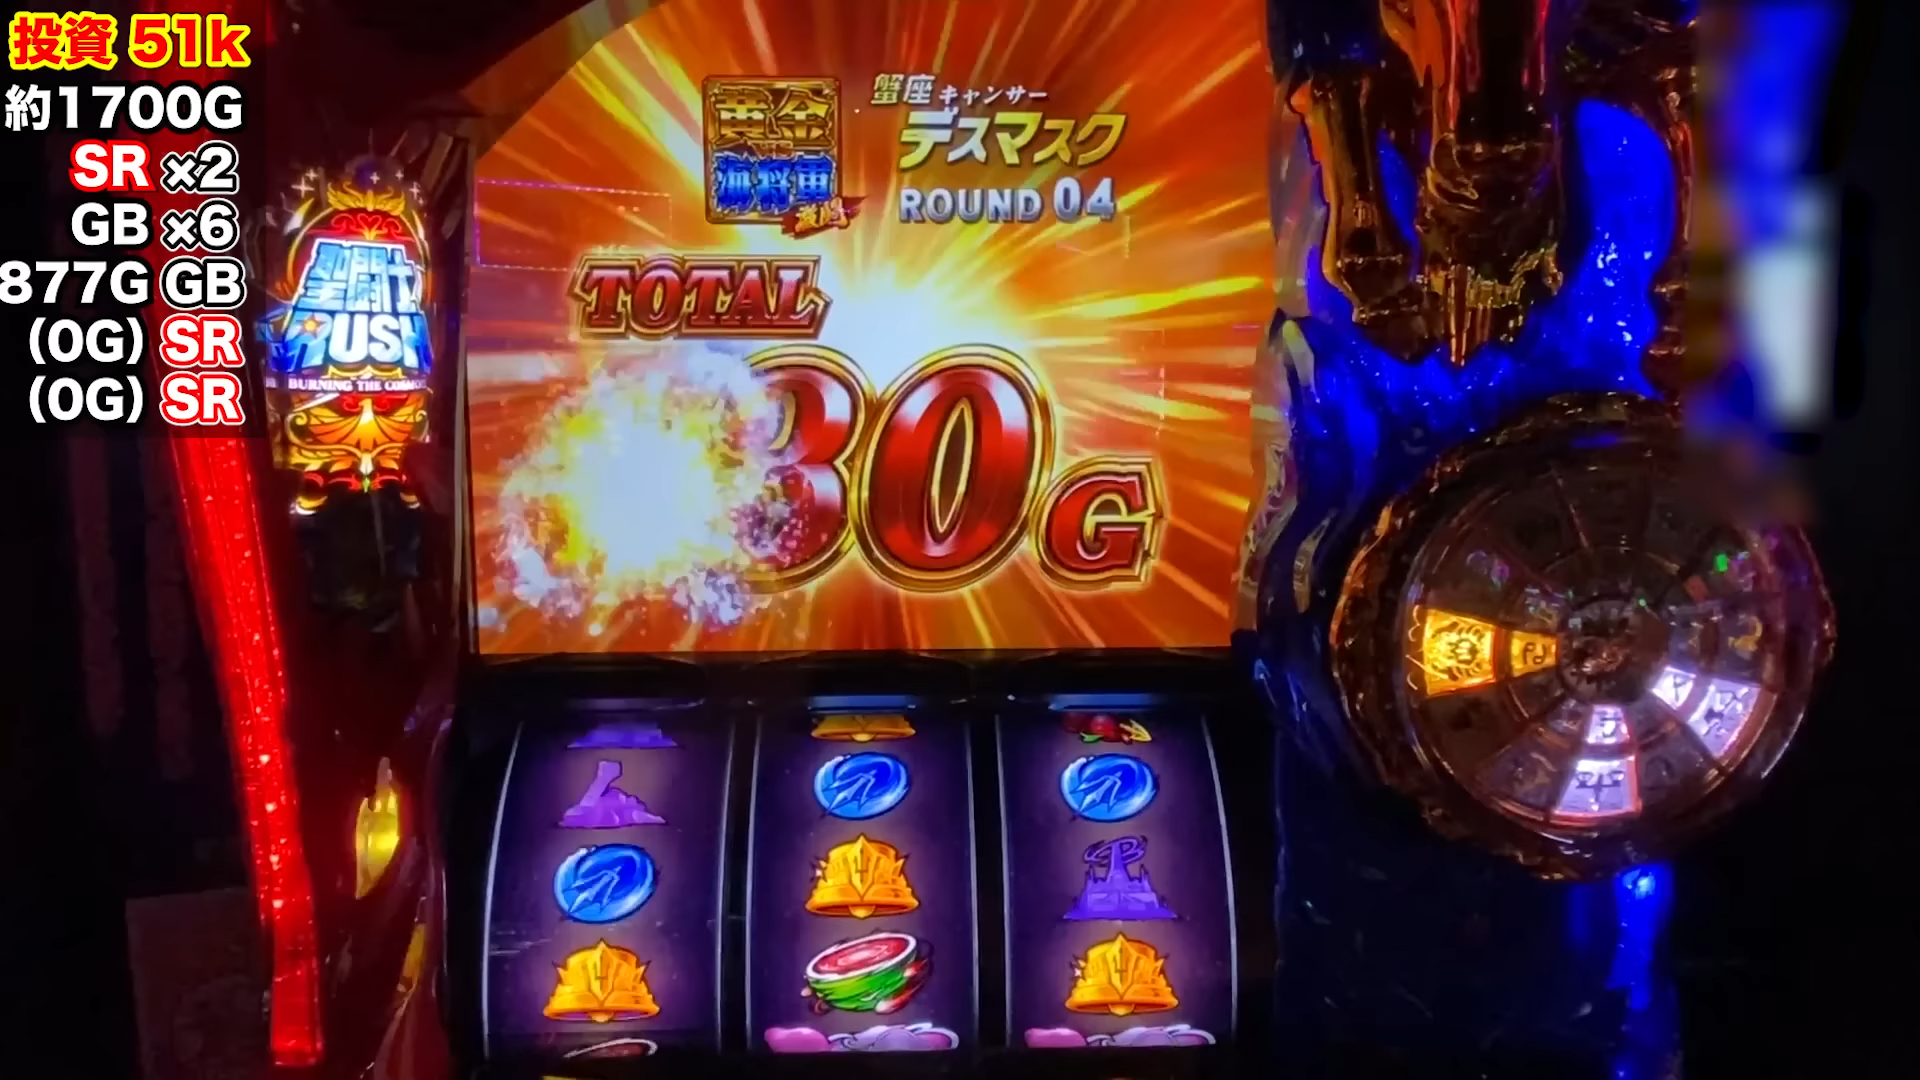 投資 51k
約1700G
SR ×2
GB ×6
877G GB
(0G) SR
(0G) SR
聖闘士
RUSH
BURNING THE COSMO
黄金
VS
海将軍
激闘
蟹座 キャンサー
デスマスク
ROUND 04
TOTAL
30G